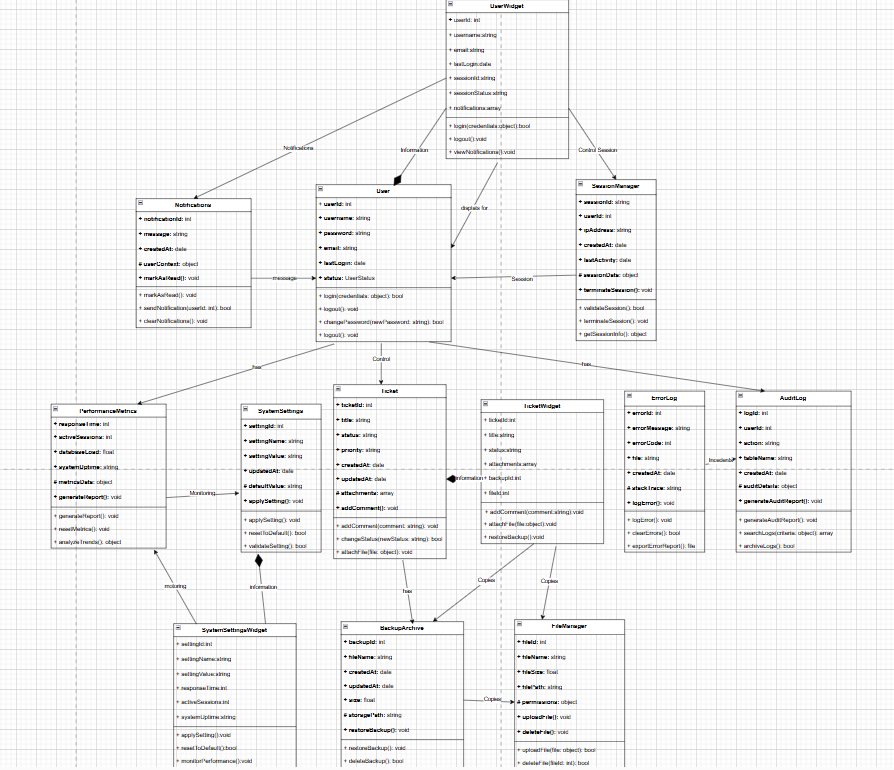 UserWidget
+ userId: int
+ username:string
+ email:string
+ lastLogin:date
+ sessionId:string
+ sessionStatus:string
+ notifications:array
+ login(credentials:object):bool
+ logout():void
+ viewNotifications():void
Notifications
Information
Control Session
displats for
Notifications
+ notificationId: int
+ message: string
+ createdAt: date
# userContext: object
+ markAsRead(): void
+ markAsRead(): void
+ sendNotification(userId: int): bool
+ clearNotifications(): void
message
User
+ userId: int
+ username: string
+ password: string
+ email: string
+ lastLogin: date
+ status: UserStatus
+ login(credentials: object): bool
+ logout(): void
+ changePassword(newPassword: string): bool
+ logout(): void
Session
SessionManager
+ sessionId: string
+ userId: int
+ ipAddress: string
+ createdAt: date
+ lastActivity: date
# sessionData: object
+ terminateSession(): void
+ validateSession(): bool
+ terminateSession(): void
+ getSessionInfo(): object
has
Control
has
PerformanceMetrics
+ responseTime: int
+ activeSessions: int
+ databaseLoad: float
+ systemUptime: string
# metricsData: object
+ generateReport(): void
+ generateReport(): void
+ resetMetrics(): void
+ analyzeTrends(): object
Monitoring
SystemSettings
+ settingId: int
+ settingName: string
+ settingValue: string
+ updatedAt: date
# defaultValue: string
+ applySetting(): void
+ applySetting(): void
+ resetToDefault(): bool
+ validateSetting(): bool
Ticket
+ ticketId: int
+ title: string
+ status: string
+ priority: string
+ createdAt: date
+ updatedAt: date
# attachments: array
+ addComment(): void
+ addComment(comment: string): void
+ changeStatus(newStatus: string): bool
+ attachFile(file: object): void
information
TicketWidget
+ ticketId:int
+ title:string
+ status:string
+ attachments:array
+ backupId:int
+ fileId:int
+ addComment(comment:string):void
+ attachFile(file:object):void
+ restoreBackup():void
ErrorLog
+ errorId: int
+ errorMessage: string
+ errorCode: int
+ file: string
+ createdAt: date
# stackTrace: string
+ logError(): void
+ logError(): void
+ clearErrors(): bool
+ exportErrorReport(): file
AuditLog
+ logId: int
+ userId: int
+ action: string
+ tableName: string
+ createdAt: date
# auditDetails: object
+ generateAuditReport(): void
+ generateAuditReport(): void
+ searchLogs(criteria: object): array
+ archiveLogs(): bool
motoring
information
has
Copies
Copies
SystemSettingsWidget
+ settingId:int
+ settingName:string
+ settingValue:string
+ responseTime:int
+ activeSessions:int
+ systemUptime:string
+ applySetting():void
+ resetToDefault():bool
+ monitorPerformance():void
BackupArchive
+ backupId: int
+ fileName: string
+ createdAt: date
+ updatedAt: date
+ size: float
# storagePath: string
+ restoreBackup(): void
+ restoreBackup(): void
+ deleteBackup(): bool
Copies
FileManager
+ fileId: int
+ fileName: string
+ fileSize: float
+ filePath: string
# permissions: object
+ uploadFile(): void
+ deleteFile(): void
+ uploadFile(file: object): bool
+ deleteFile(fileId: int): bool